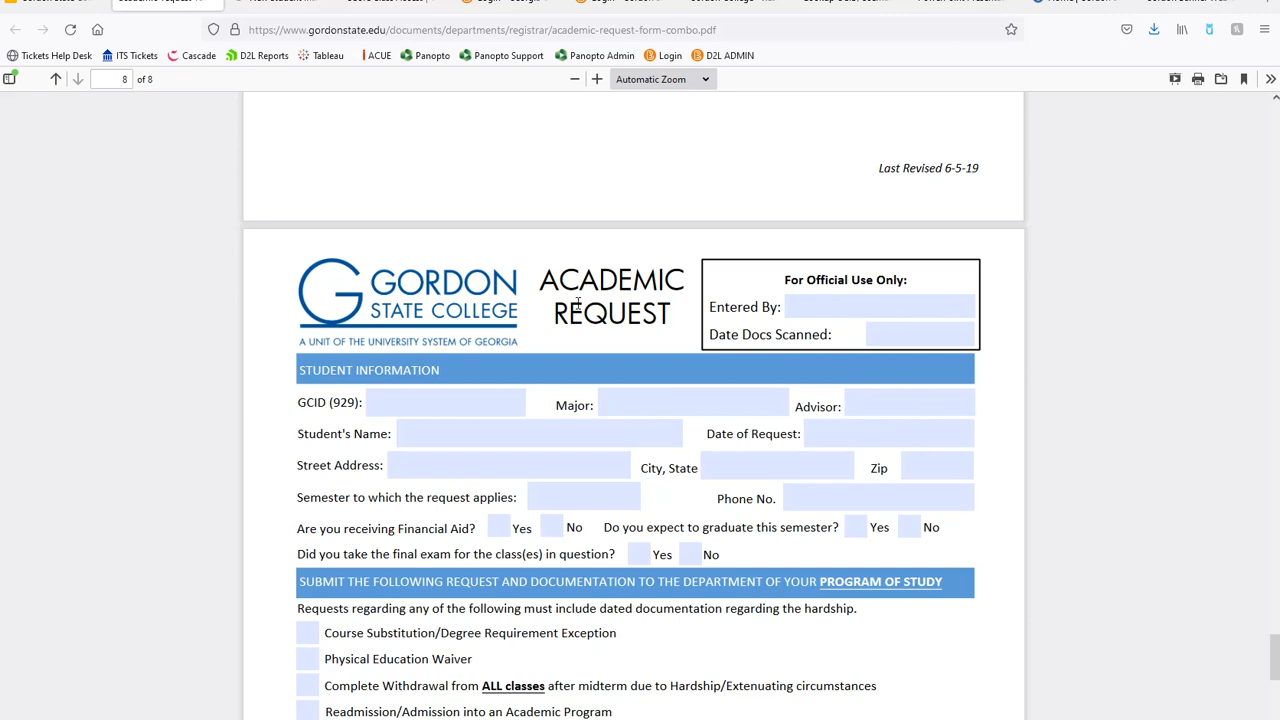 https://www.gordonstate.edu/documents/departments/registrar/academic-request-form-combo.pdf
Tickets Help Desk ITS Tickets Cascade D2L Reports Tableau ACUE Panopto Panopto Support Panopto Admin Login D2L ADMIN
8 of 8 Automatic Zoom
Last Revised 6-5-19
GORDON
STATE COLLEGE
A UNIT OF THE UNIVERSITY SYSTEM OF GEORGIA
ACADEMIC
REQUEST
For Official Use Only:
Entered By:
Date Docs Scanned:
STUDENT INFORMATION
GCID (929): Major: Advisor:
Student's Name: Date of Request:
Street Address: City, State Zip
Semester to which the request applies: Phone No.
Are you receiving Financial Aid? Yes No Do you expect to graduate this semester? Yes No
Did you take the final exam for the class(es) in question? Yes No
SUBMIT THE FOLLOWING REQUEST AND DOCUMENTATION TO THE DEPARTMENT OF YOUR PROGRAM OF STUDY
Requests regarding any of the following must include dated documentation regarding the hardship.
Course Substitution/Degree Requirement Exception
Physical Education Waiver
Complete Withdrawal from ALL classes after midterm due to Hardship/Extenuating circumstances
Readmission/Admission into an Academic Program